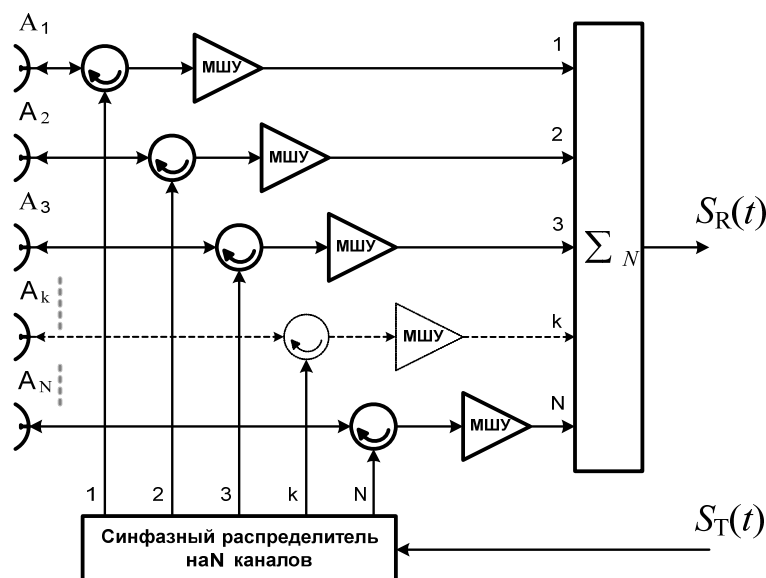 A1
МШУ
1
A2
МШУ
2
A3
МШУ
3
SR(t)
∑ N
Ak
МШУ
k
AN
МШУ
N
1 2 3 k N
Синфазный распределитель
наN каналов
ST(t)